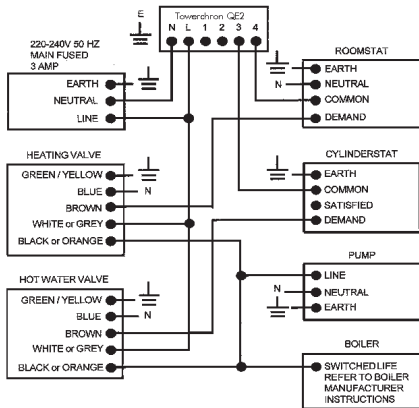 E
Towerchron QE2
N L 1 2 3 4
220-240V 50 HZ
MAIN FUSED
3 AMP
EARTH
NEUTRAL
LINE
ROOMSTAT
EARTH
N NEUTRAL
COMMON
DEMAND
HEATING VALVE
GREEN / YELLOW
BLUE N
BROWN
WHITE or GREY
BLACK or ORANGE
CYLINDERSTAT
EARTH
COMMON
SATISFIED
DEMAND
HOT WATER VALVE
GREEN / YELLOW
BLUE N
BROWN
WHITE or GREY
BLACK or ORANGE
PUMP
LINE
N NEUTRAL
EARTH
BOILER
SWITCHED LIFE
REFER TO BOILER
MANUFACTURER
INSTRUCTIONS